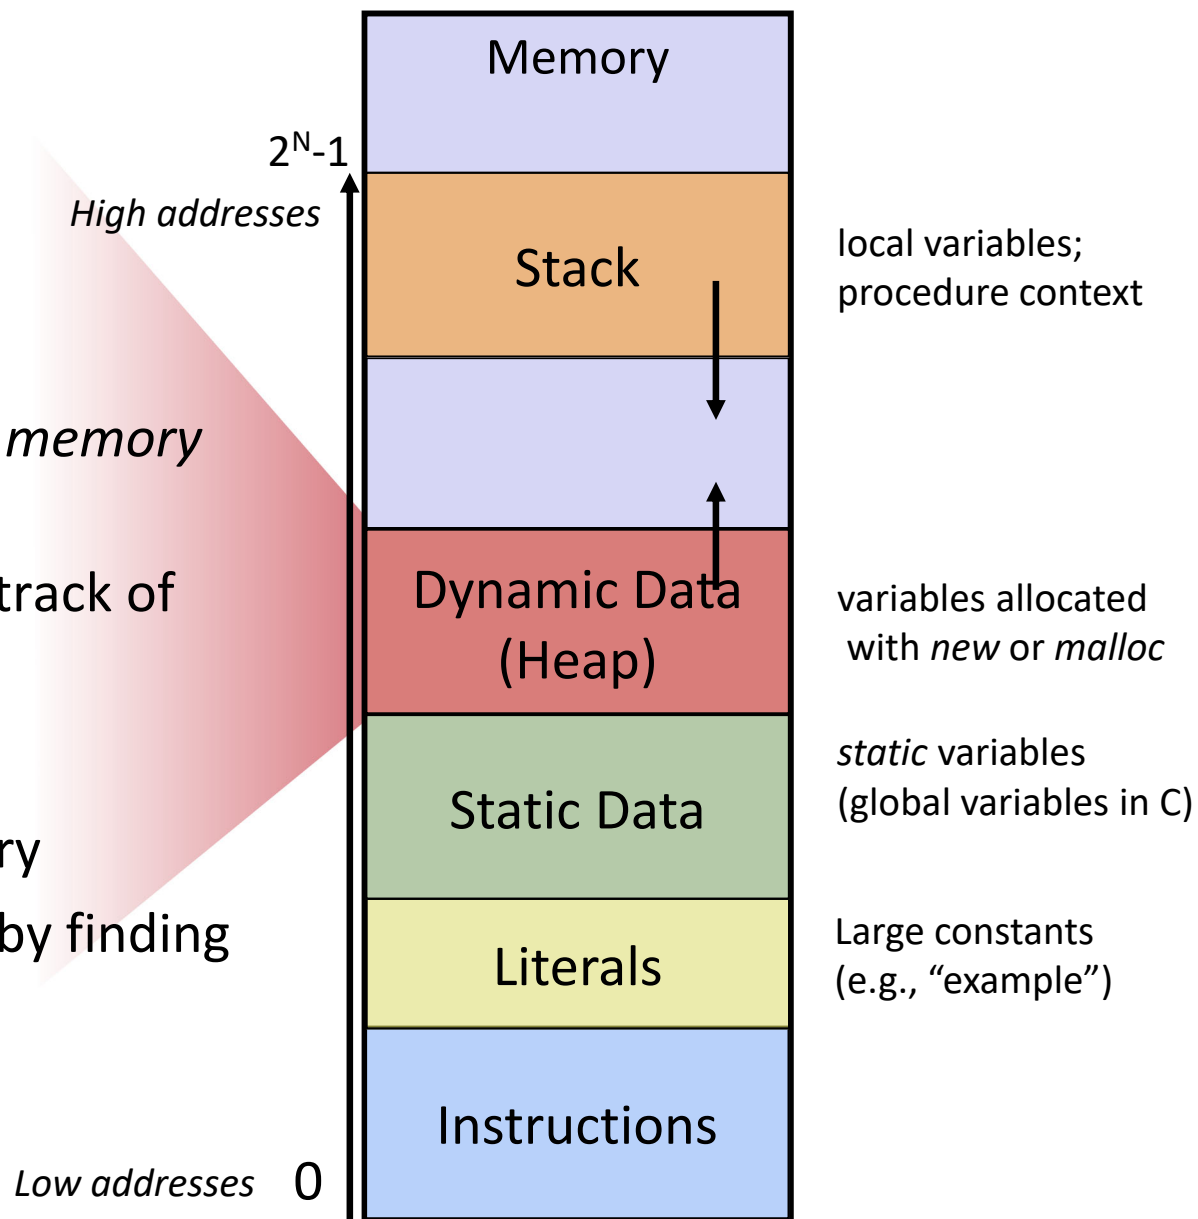 Memory
2ᴺ-1
High addresses
Stack
local variables;
procedure context
memory
track of
Dynamic Data
(Heap)
variables allocated
with new or malloc
static variables
(global variables in C)
Static Data
ry
by finding
Literals
Large constants
(e.g., “example”)
Instructions
Low addresses 0